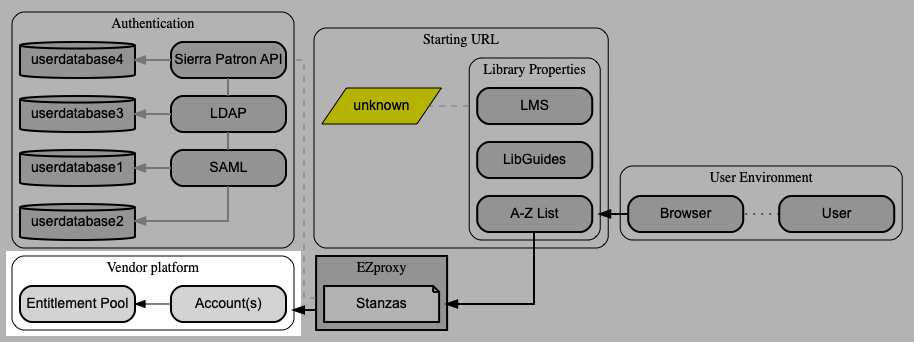 Authentication
userdatabase4
Sierra Patron API
userdatabase3
LDAP
userdatabase1
SAML
userdatabase2
Starting URL
Library Properties
unknown
LMS
LibGuides
A-Z List
User Environment
Browser
User
Vendor platform
Entitlement Pool
Account(s)
EZproxy
Stanzas